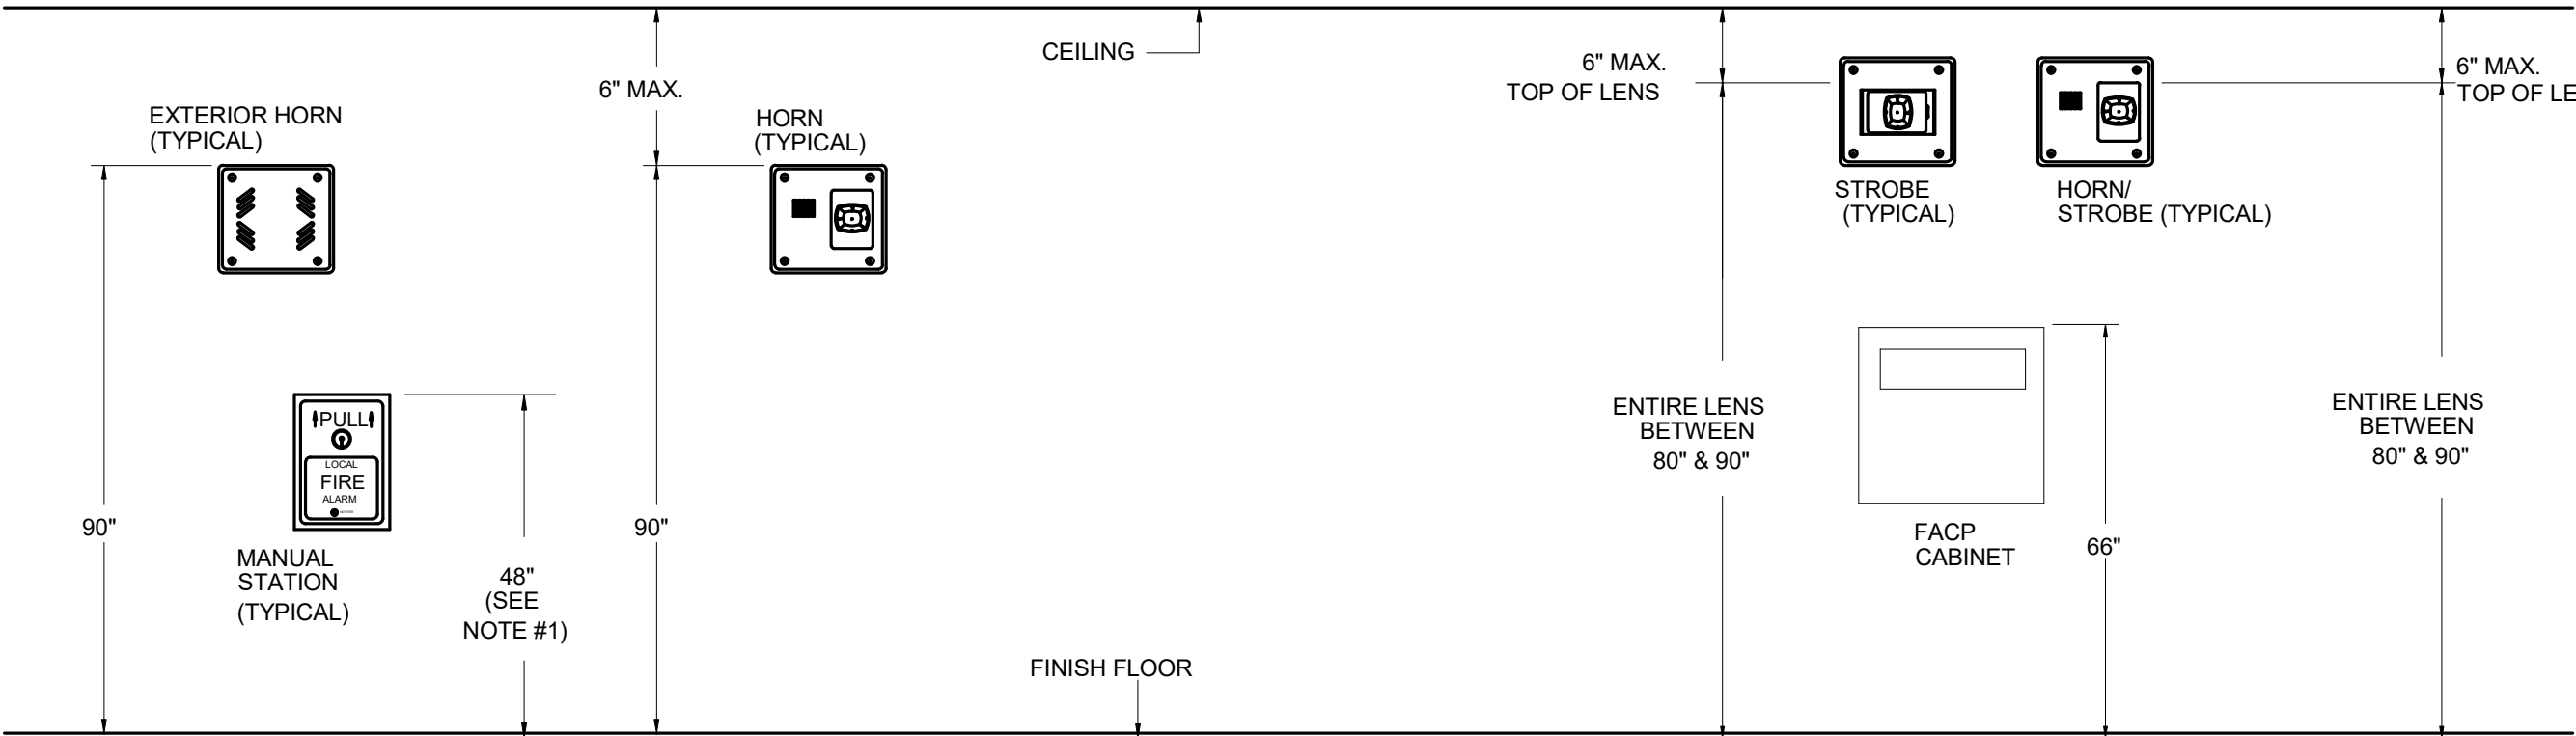 CEILING
6" MAX.
EXTERIOR HORN
(TYPICAL)
HORN
(TYPICAL)
6" MAX.
TOP OF LENS
6" MAX.
TOP OF LE
STROBE
(TYPICAL)
HORN/
STROBE (TYPICAL)
PULL
LOCAL
FIRE
ALARM
MANUAL
STATION
(TYPICAL)
90"
48"
(SEE
NOTE #1)
90"
ENTIRE LENS
BETWEEN
80" & 90"
FACP
CABINET
66"
ENTIRE LENS
BETWEEN
80" & 90"
FINISH FLOOR